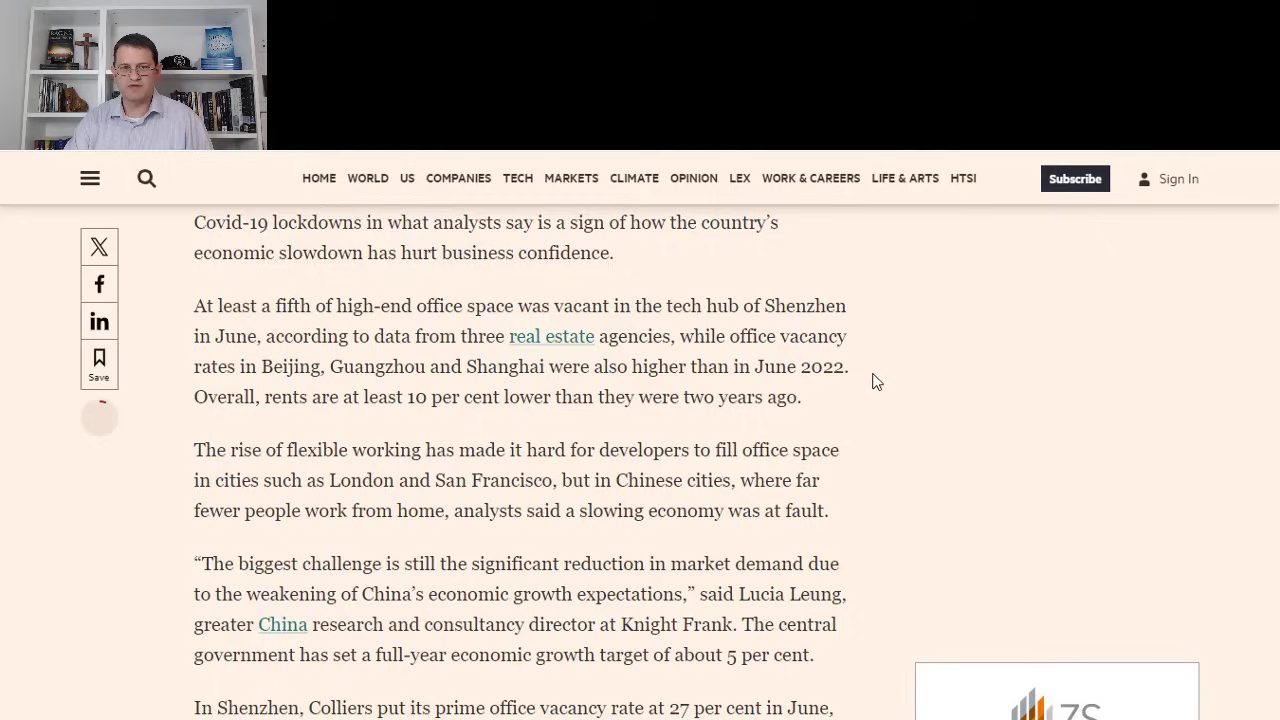 HOME WORLD US COMPANIES TECH MARKETS CLIMATE OPINION LEX WORK & CAREERS LIFE & ARTS HTSI
Subscribe
Sign In
Covid-19 lockdowns in what analysts say is a sign of how the country’s
economic slowdown has hurt business confidence.
Save
At least a fifth of high-end office space was vacant in the tech hub of Shenzhen
in June, according to data from three real estate agencies, while office vacancy
rates in Beijing, Guangzhou and Shanghai were also higher than in June 2022.
Overall, rents are at least 10 per cent lower than they were two years ago.
The rise of flexible working has made it hard for developers to fill office space
in cities such as London and San Francisco, but in Chinese cities, where far
fewer people work from home, analysts said a slowing economy was at fault.
“The biggest challenge is still the significant reduction in market demand due
to the weakening of China’s economic growth expectations,” said Lucia Leung,
greater China research and consultancy director at Knight Frank. The central
government has set a full-year economic growth target of about 5 per cent.
In Shenzhen, Colliers put its prime office vacancy rate at 27 per cent in June,
ZS